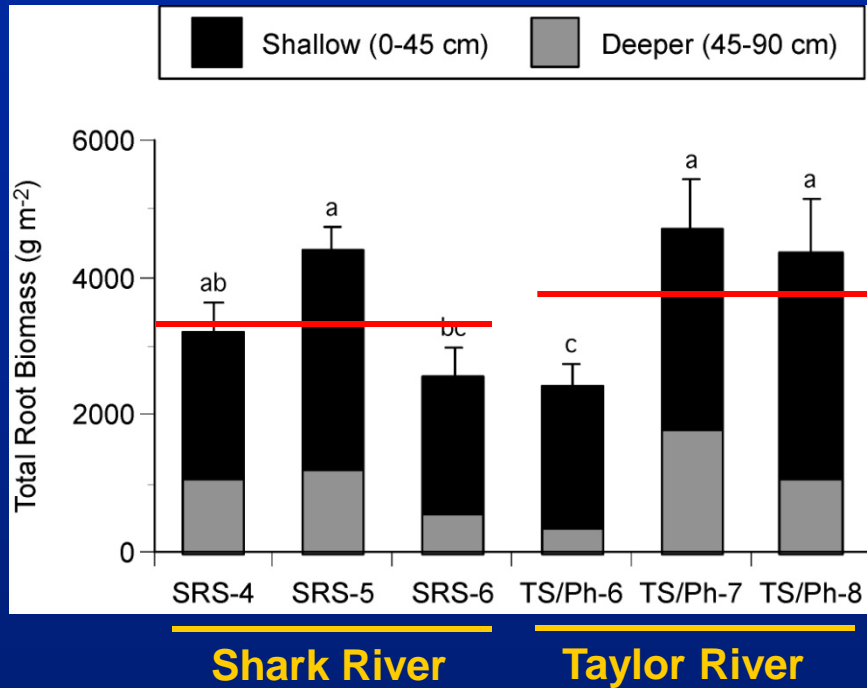 Shallow (0-45 cm) Deeper (45-90 cm)
Total Root Biomass (g m⁻²)
6000
4000
2000
0
ab
a
bc
c
a
a
SRS-4 SRS-5 SRS-6 TS/Ph-6 TS/Ph-7 TS/Ph-8
Shark River Taylor River